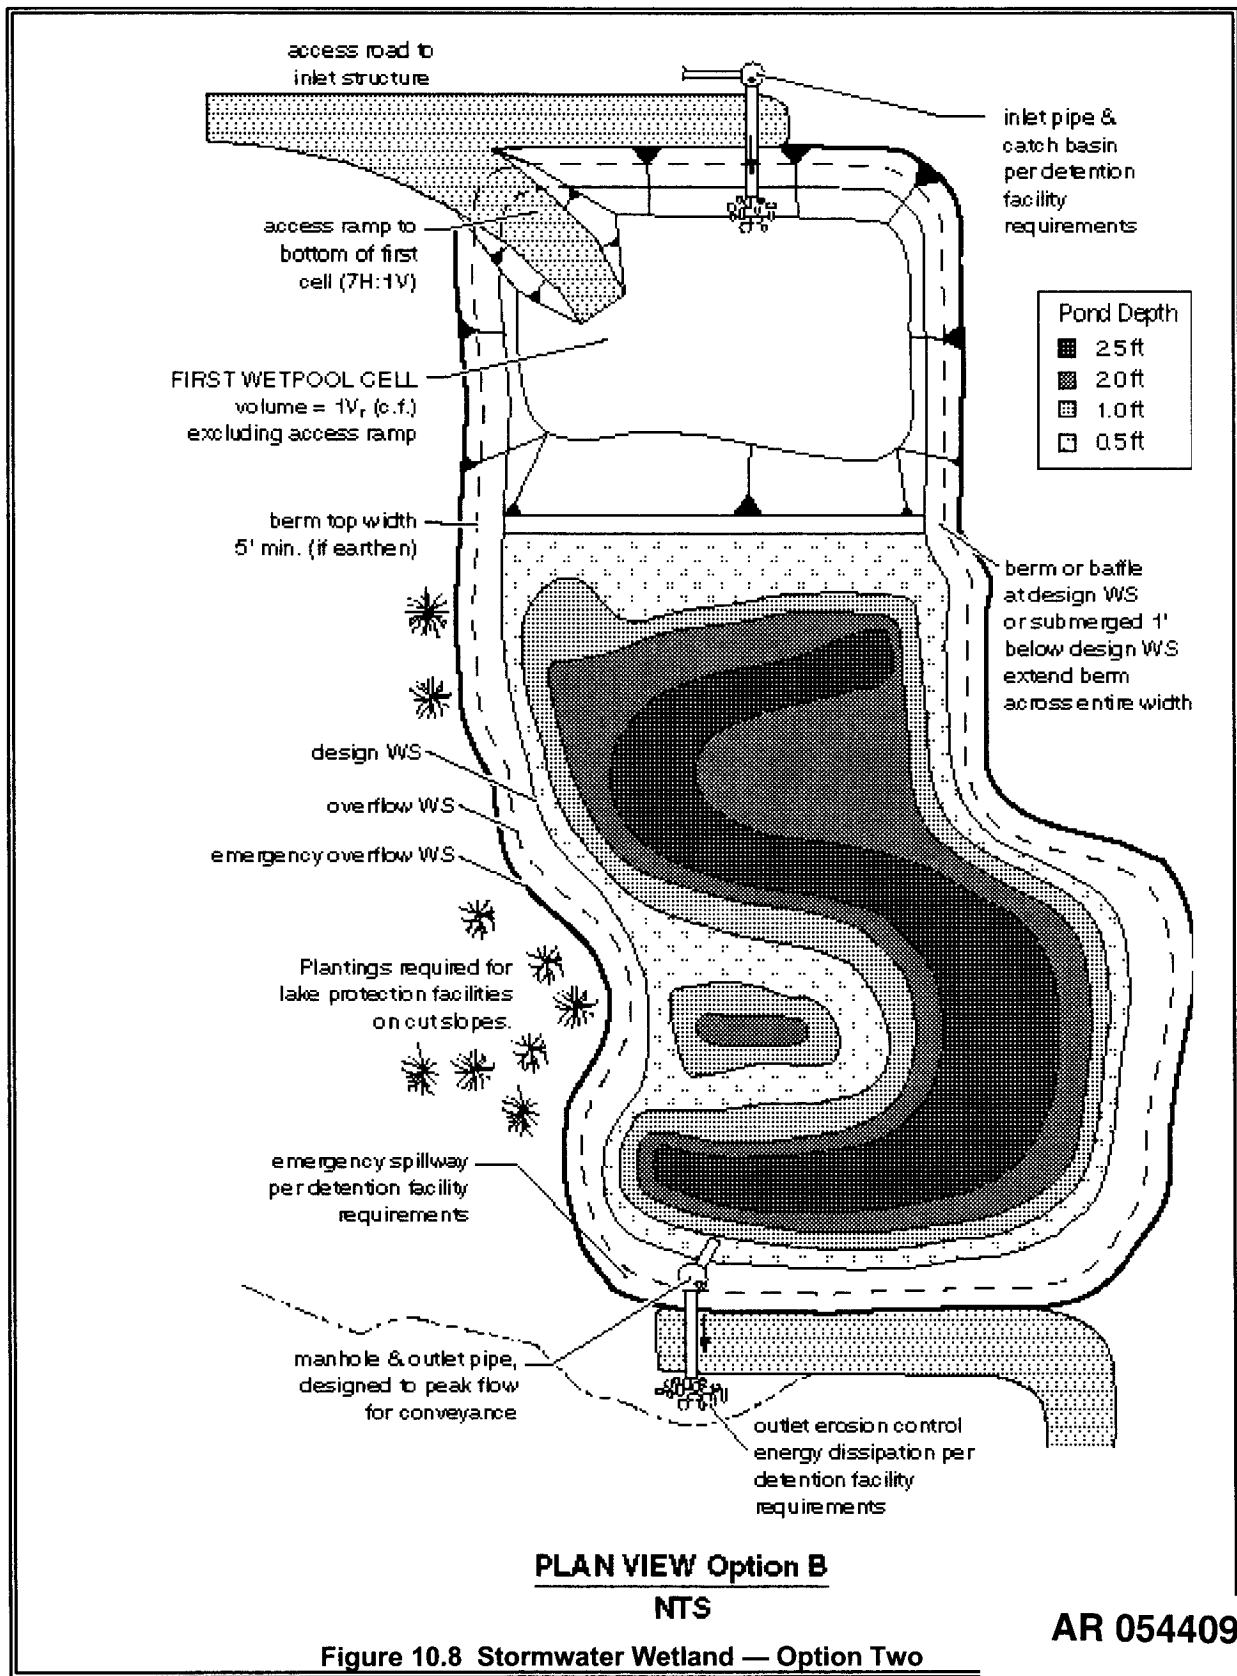 access road to
inlet structure
inlet pipe &
catch basin
per detention
facility
requirements
access ramp to
bottom of first
cell (7H:1V)
Pond Depth
2.5 ft
2.0 ft
1.0 ft
0.5 ft
FIRST WETPOOL CELL
volume = 1Vr (c.f.)
excluding access ramp
berm top width
5' min. (if earthen)
berm or baffle
at design WS
or submerged 1'
below design WS
extend berm
across entire width
design WS
overflow WS
emergency overflow WS
Plantings required for
lake protection facilities
on cut slopes.
emergency spillway
per detention facility
requirements
manhole & outlet pipe,
designed to peak flow
for conveyance
outlet erosion control
energy dissipation per
detention facility
requirements
PLAN VIEW Option B
NTS
AR 054409
Figure 10.8 Stormwater Wetland — Option Two